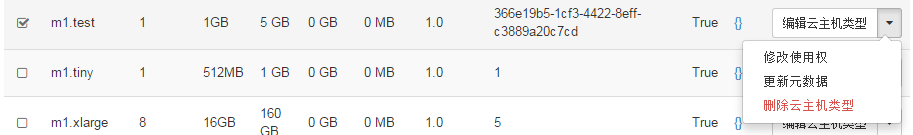 m1.test 1 1GB 5 GB 0 GB 0 MB 1.0 366e19b5-1cf3-4422-8eff-c3889a20c7cd True {} 编辑云主机类型
修改使用权
更新元数据
删除云主机类型
m1.tiny 1 512MB 1 GB 0 GB 0 MB 1.0 1 True {}
m1.xlarge 8 16GB 160 GB 0 GB 0 MB 1.0 5 True {} 编辑云主机类型